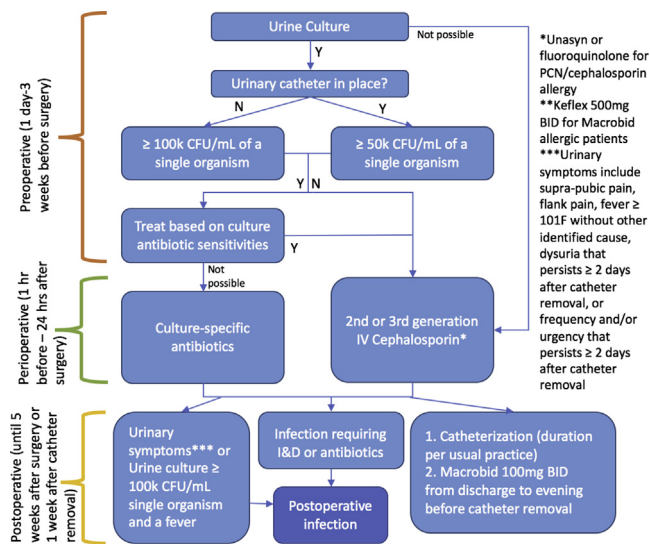 Urine Culture
Not possible
Y
Urinary catheter in place?
N
Y
≥ 100k CFU/mL of a
single organism
≥ 50k CFU/mL of
a single organism
Y
N
Treat based on culture
antibiotic sensitivities
Y
Not
possible
Culture-specific
antibiotics
2nd or 3rd generation
IV Cephalosporin*
Urinary
symptoms*** or
Urine culture ≥
100k CFU/mL
single organism
and a fever
Infection requiring
I&D or antibiotics
Postoperative
infection
1. Catheterization (duration
per usual practice)
2. Macrobid 100mg BID
from discharge to evening
before catheter removal
Preoperative (1 day-3
weeks before surgery)
Perioperative (1 hr
before – 24 hrs after
surgery)
Postoperative (until 5
weeks after surgery or
1 week after catheter
removal)
*Unasyn or
fluoroquinolone for
PCN/cephalosporin
allergy
**Keflex 500mg
BID for Macrobid
allergic patients
***Urinary
symptoms include
supra-pubic pain,
flank pain, fever ≥
101F without other
identified cause,
dysuria that
persists ≥ 2 days
after catheter
removal, or
frequency and/or
urgency that
persists ≥ 2 days
after catheter
removal